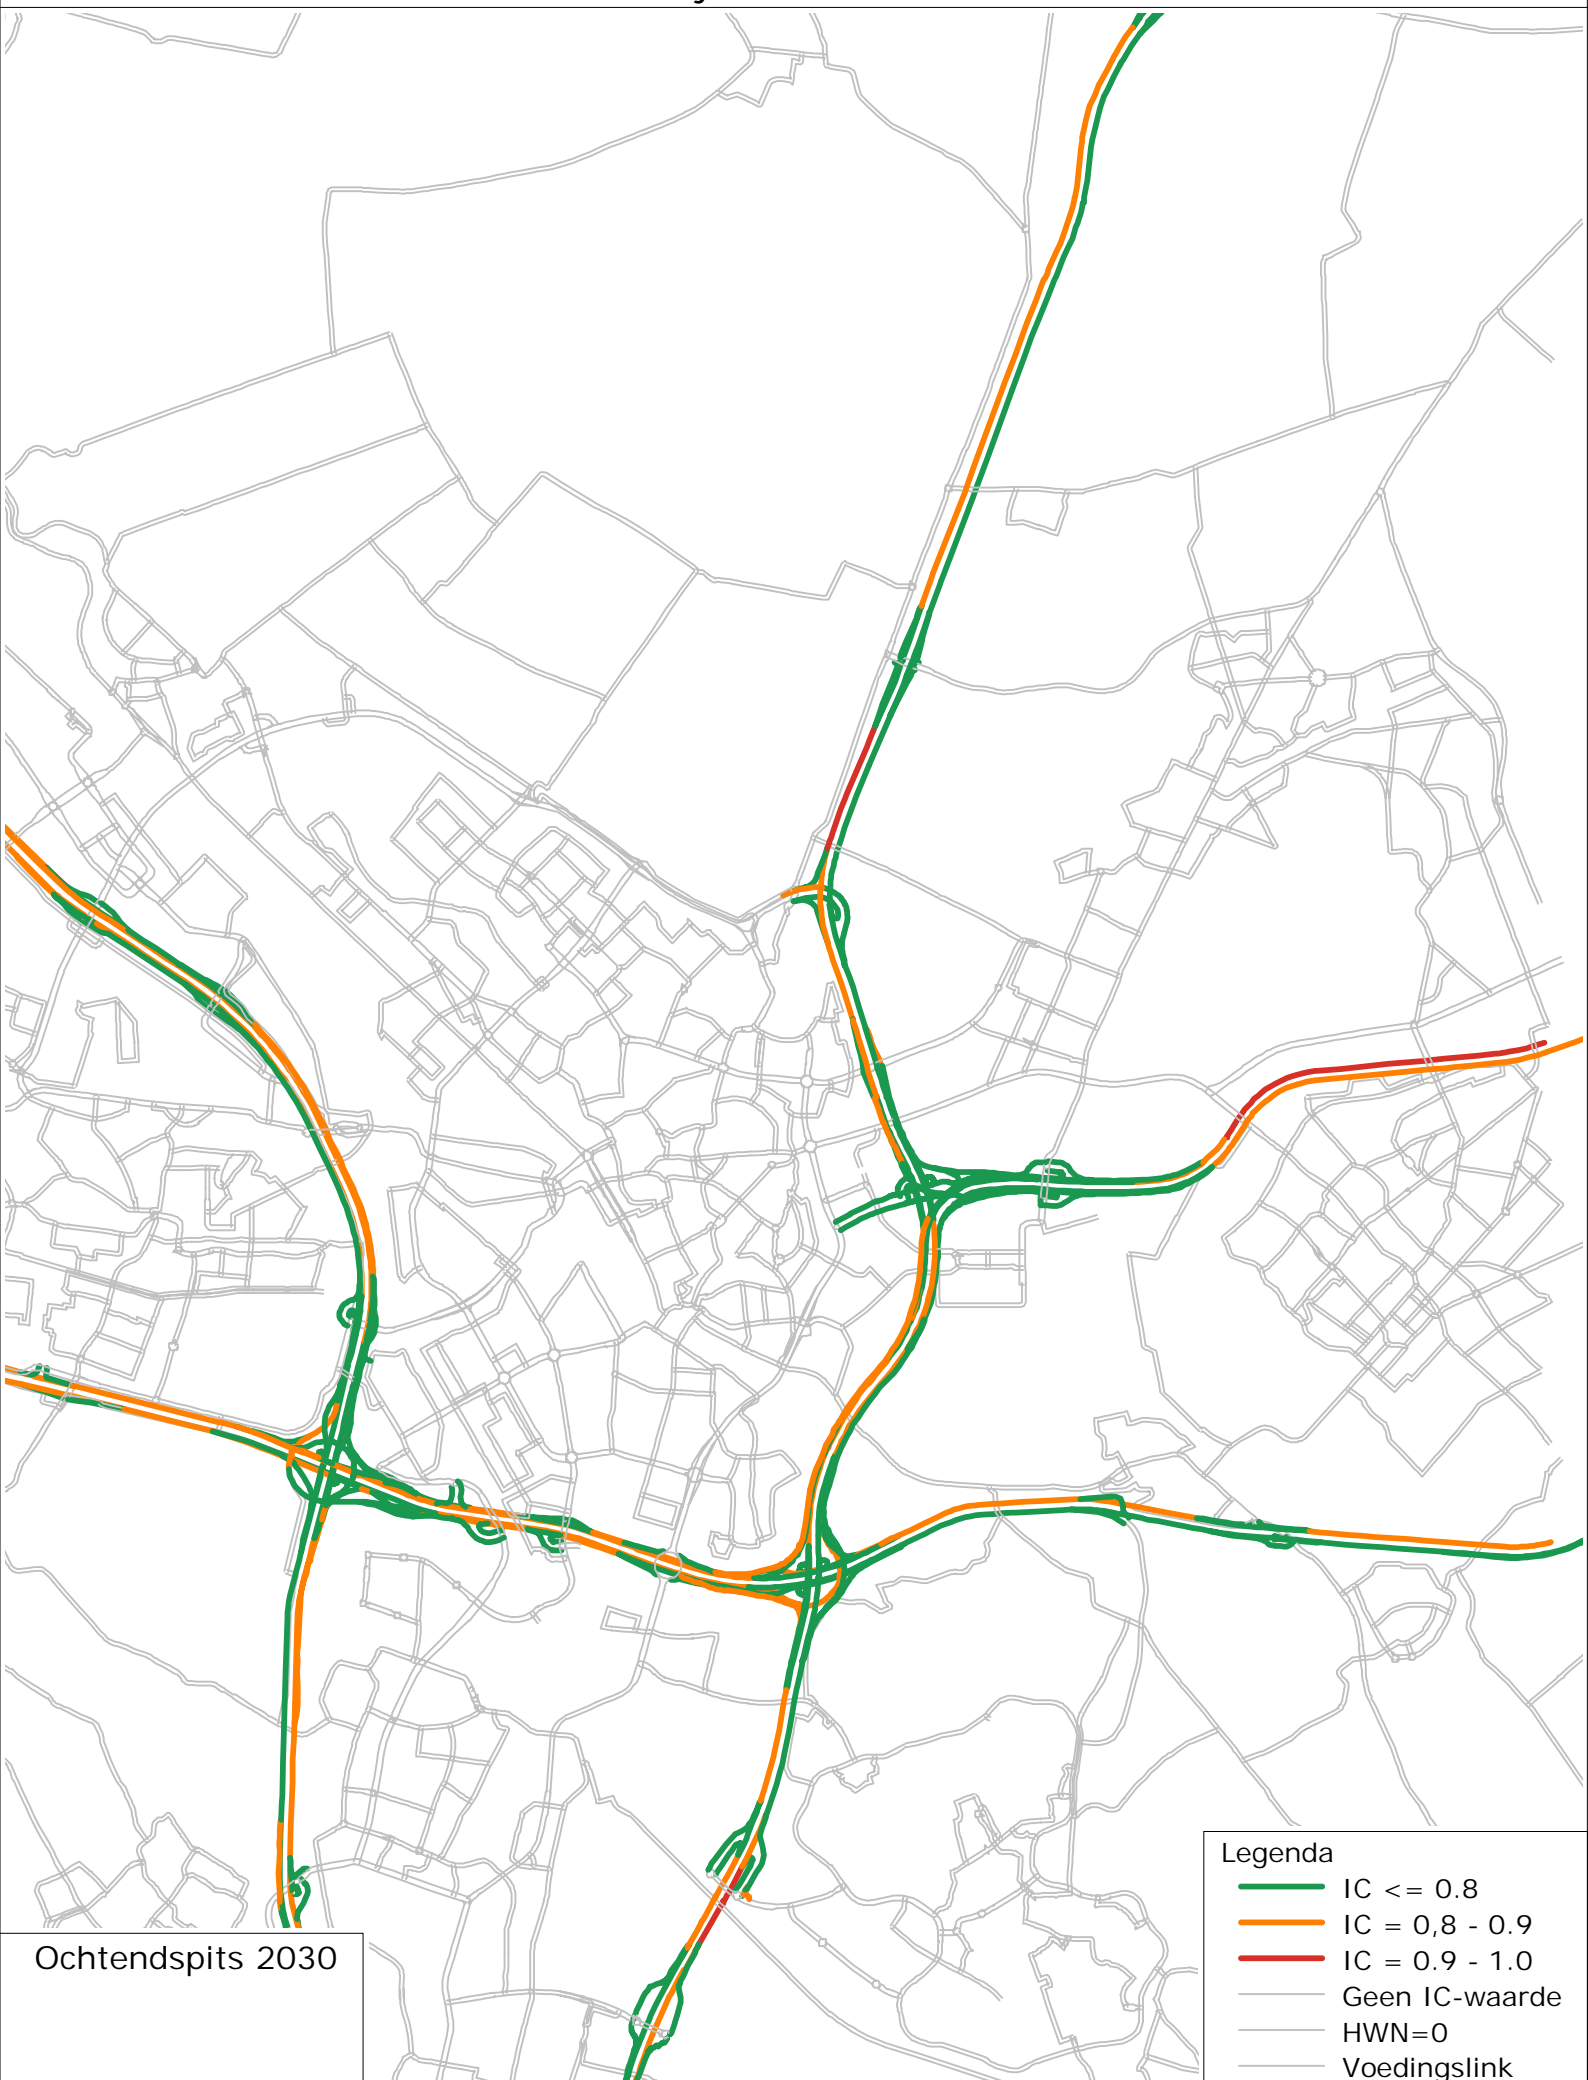 Ochtendspits 2030
Legenda
IC <= 0.8
IC = 0,8 - 0.9
IC = 0.9 - 1.0
Geen IC-waarde
HWN=0
Voedingslink